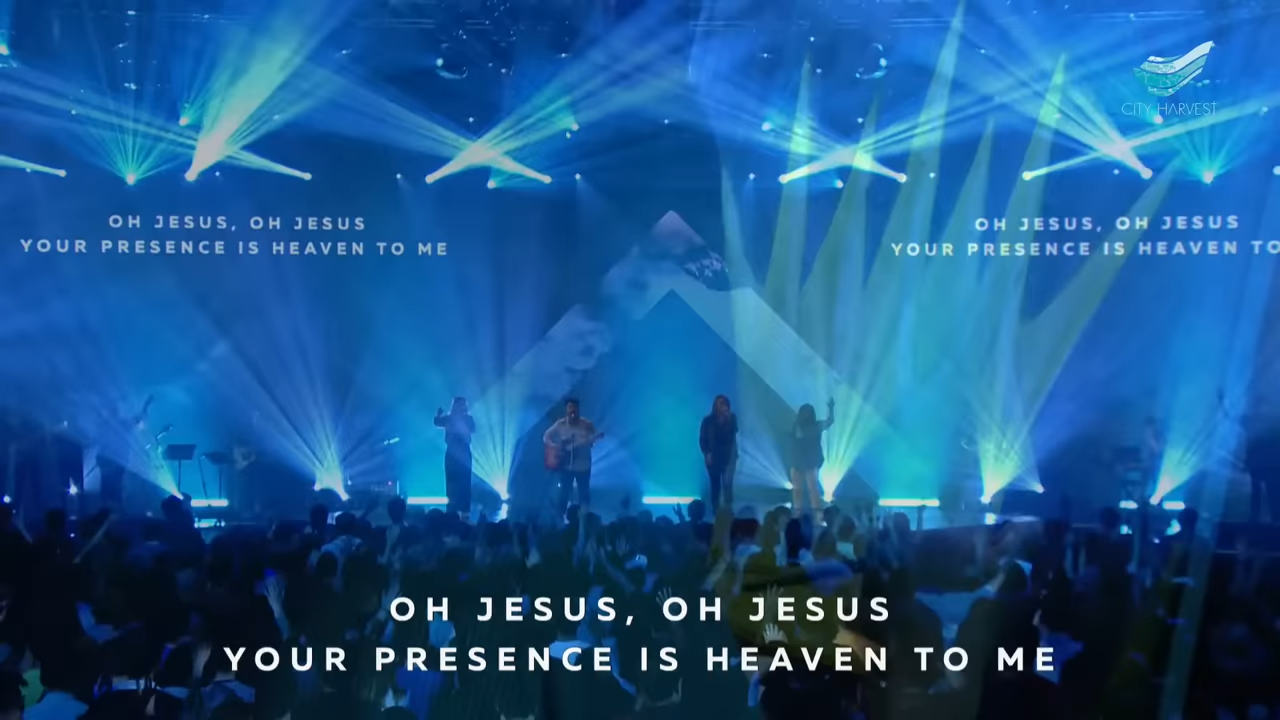 CITY HARVEST
OH JESUS, OH JESUS
YOUR PRESENCE IS HEAVEN TO ME
OH JESUS, OH JESUS
YOUR PRESENCE IS HEAVEN TO
OH JESUS, OH JESUS
YOUR PRESENCE IS HEAVEN TO ME